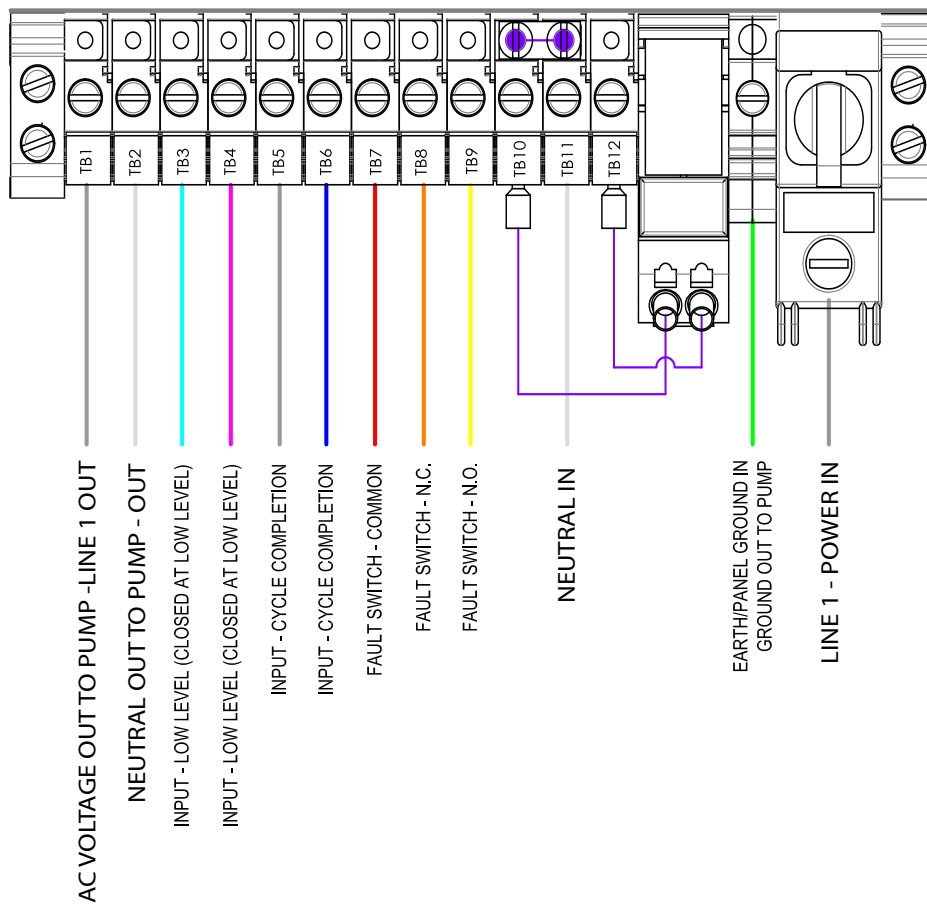 TB1
TB2
TB3
TB4
TB5
TB6
TB7
TB8
TB9
TB10
TB11
TB12
AC VOLTAGE OUT TO PUMP -LINE 1 OUT
NEUTRAL OUT TO PUMP - OUT
INPUT - LOW LEVEL (CLOSED AT LOW LEVEL)
INPUT - LOW LEVEL (CLOSED AT LOW LEVEL)
INPUT - CYCLE COMPLETION
INPUT - CYCLE COMPLETION
FAULT SWITCH - COMMON
FAULT SWITCH - N.C.
FAULT SWITCH - N.O.
NEUTRAL IN
EARTH/PANEL GROUND IN
GROUND OUT TO PUMP
LINE 1 - POWER IN